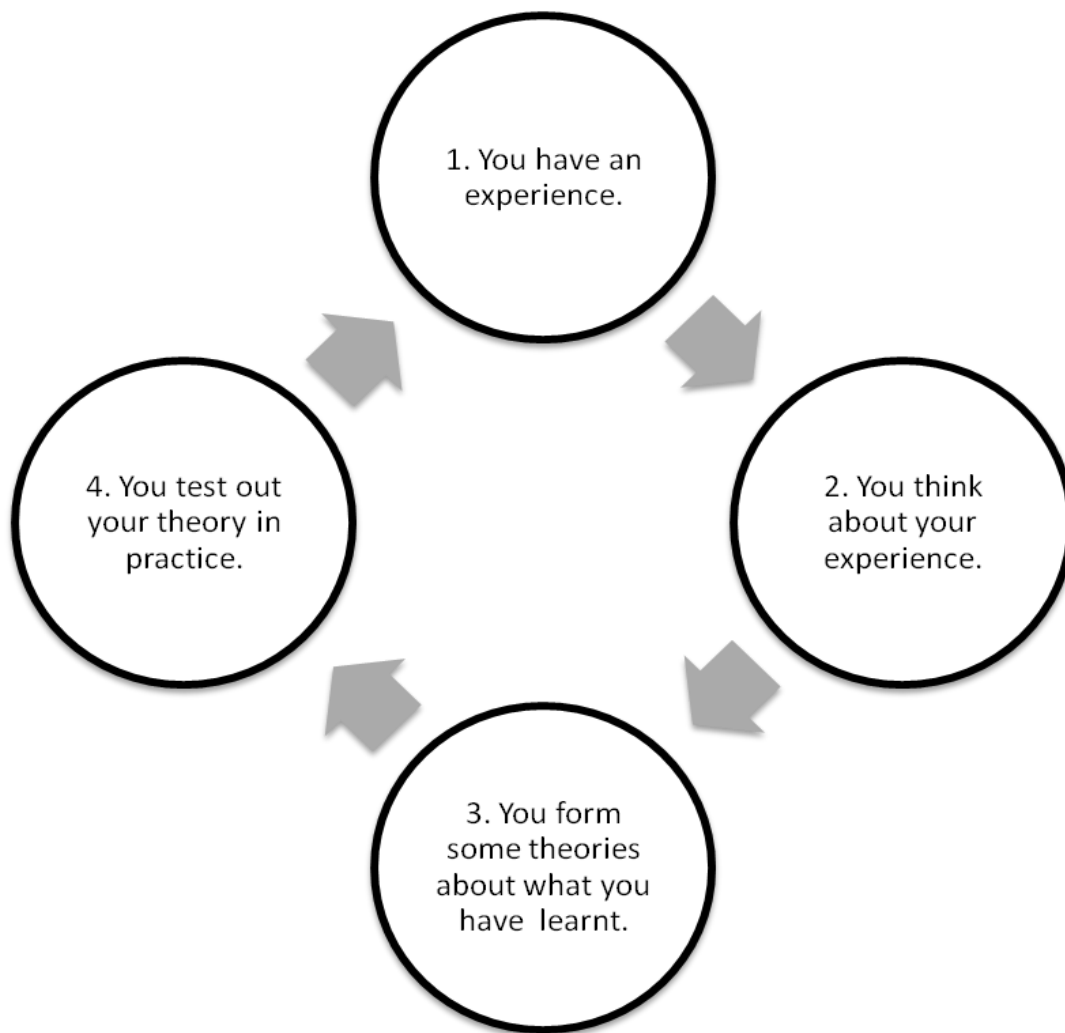 1. You have an
experience.
2. You think
about your
experience.
3. You form
some theories
about what you
have learnt.
4. You test out
your theory in
practice.